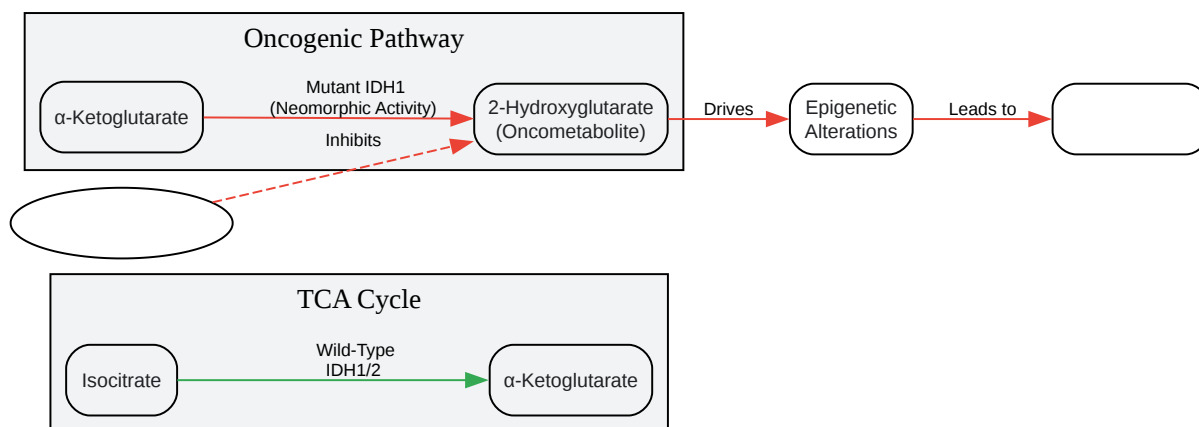 Oncogenic Pathway
α-Ketoglutarate
Mutant IDH1
(Neomorphic Activity)
Inhibits
2-Hydroxyglutarate
(Oncometabolite)
Drives
Epigenetic
Alterations
Leads to
TCA Cycle
Isocitrate
Wild-Type
IDH1/2
α-Ketoglutarate